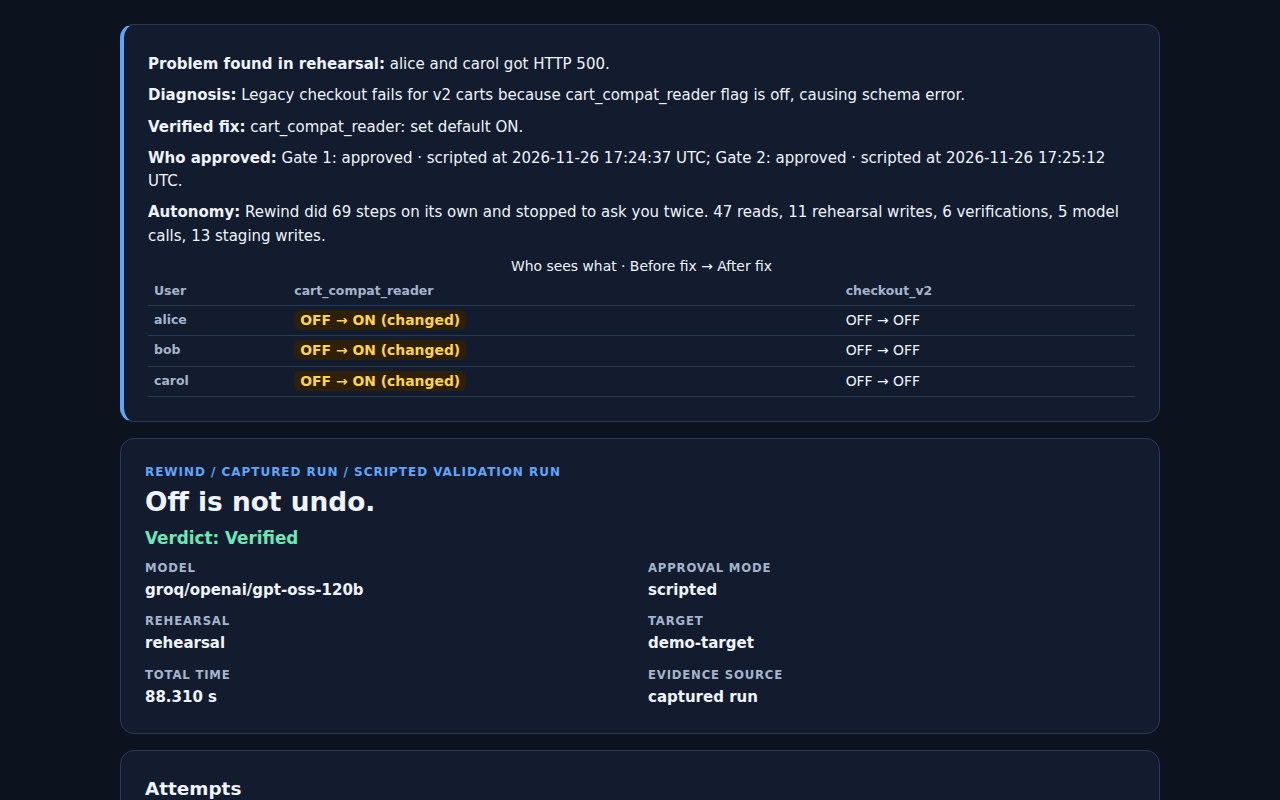 Problem found in rehearsal: alice and carol got HTTP 500.
Diagnosis: Legacy checkout fails for v2 carts because cart_compat_reader flag is off, causing schema error.
Verified fix: cart_compat_reader: set default ON.
Who approved: Gate 1: approved · scripted at 2026-11-26 17:24:37 UTC; Gate 2: approved · scripted at 2026-11-26 17:25:12
UTC.
Autonomy: Rewind did 69 steps on its own and stopped to ask you twice. 47 reads, 11 rehearsal writes, 6 verifications, 5 model
calls, 13 staging writes.
Who sees what · Before fix → After fix
User cart_compat_reader checkout_v2
alice OFF → ON (changed) OFF → OFF
bob OFF → ON (changed) OFF → OFF
carol OFF → ON (changed) OFF → OFF
REWIND / CAPTURED RUN / SCRIPTED VALIDATION RUN
Off is not undo.
Verdict: Verified
MODEL APPROVAL MODE
groq/openai/gpt-oss-120b scripted
REHEARSAL TARGET
rehearsal demo-target
TOTAL TIME EVIDENCE SOURCE
88.310 s captured run
Attempts